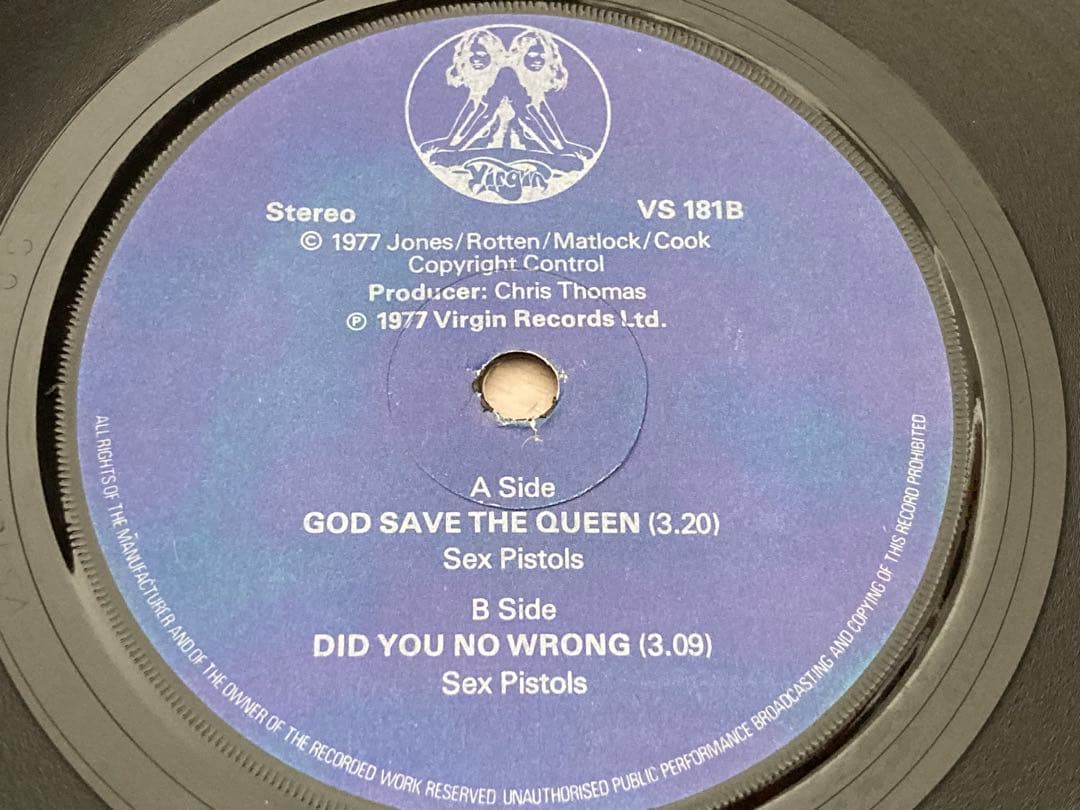 Virgin
Stereo
VS 181B
© 1977 Jones/Rotten/Matlock/Cook
Copyright Control
Producer: Chris Thomas
℗ 1977 Virgin Records Ltd.
A Side
GOD SAVE THE QUEEN (3.20)
Sex Pistols
B Side
DID YOU NO WRONG (3.09)
Sex Pistols
ALL RIGHTS OF THE MANUFACTURER AND OF THE OWNER OF THE RECORDED WORK RESERVED UNAUTHORISED PUBLIC PERFORMANCE BROADCASTING AND COPYING OF THIS RECORD PROHIBITED